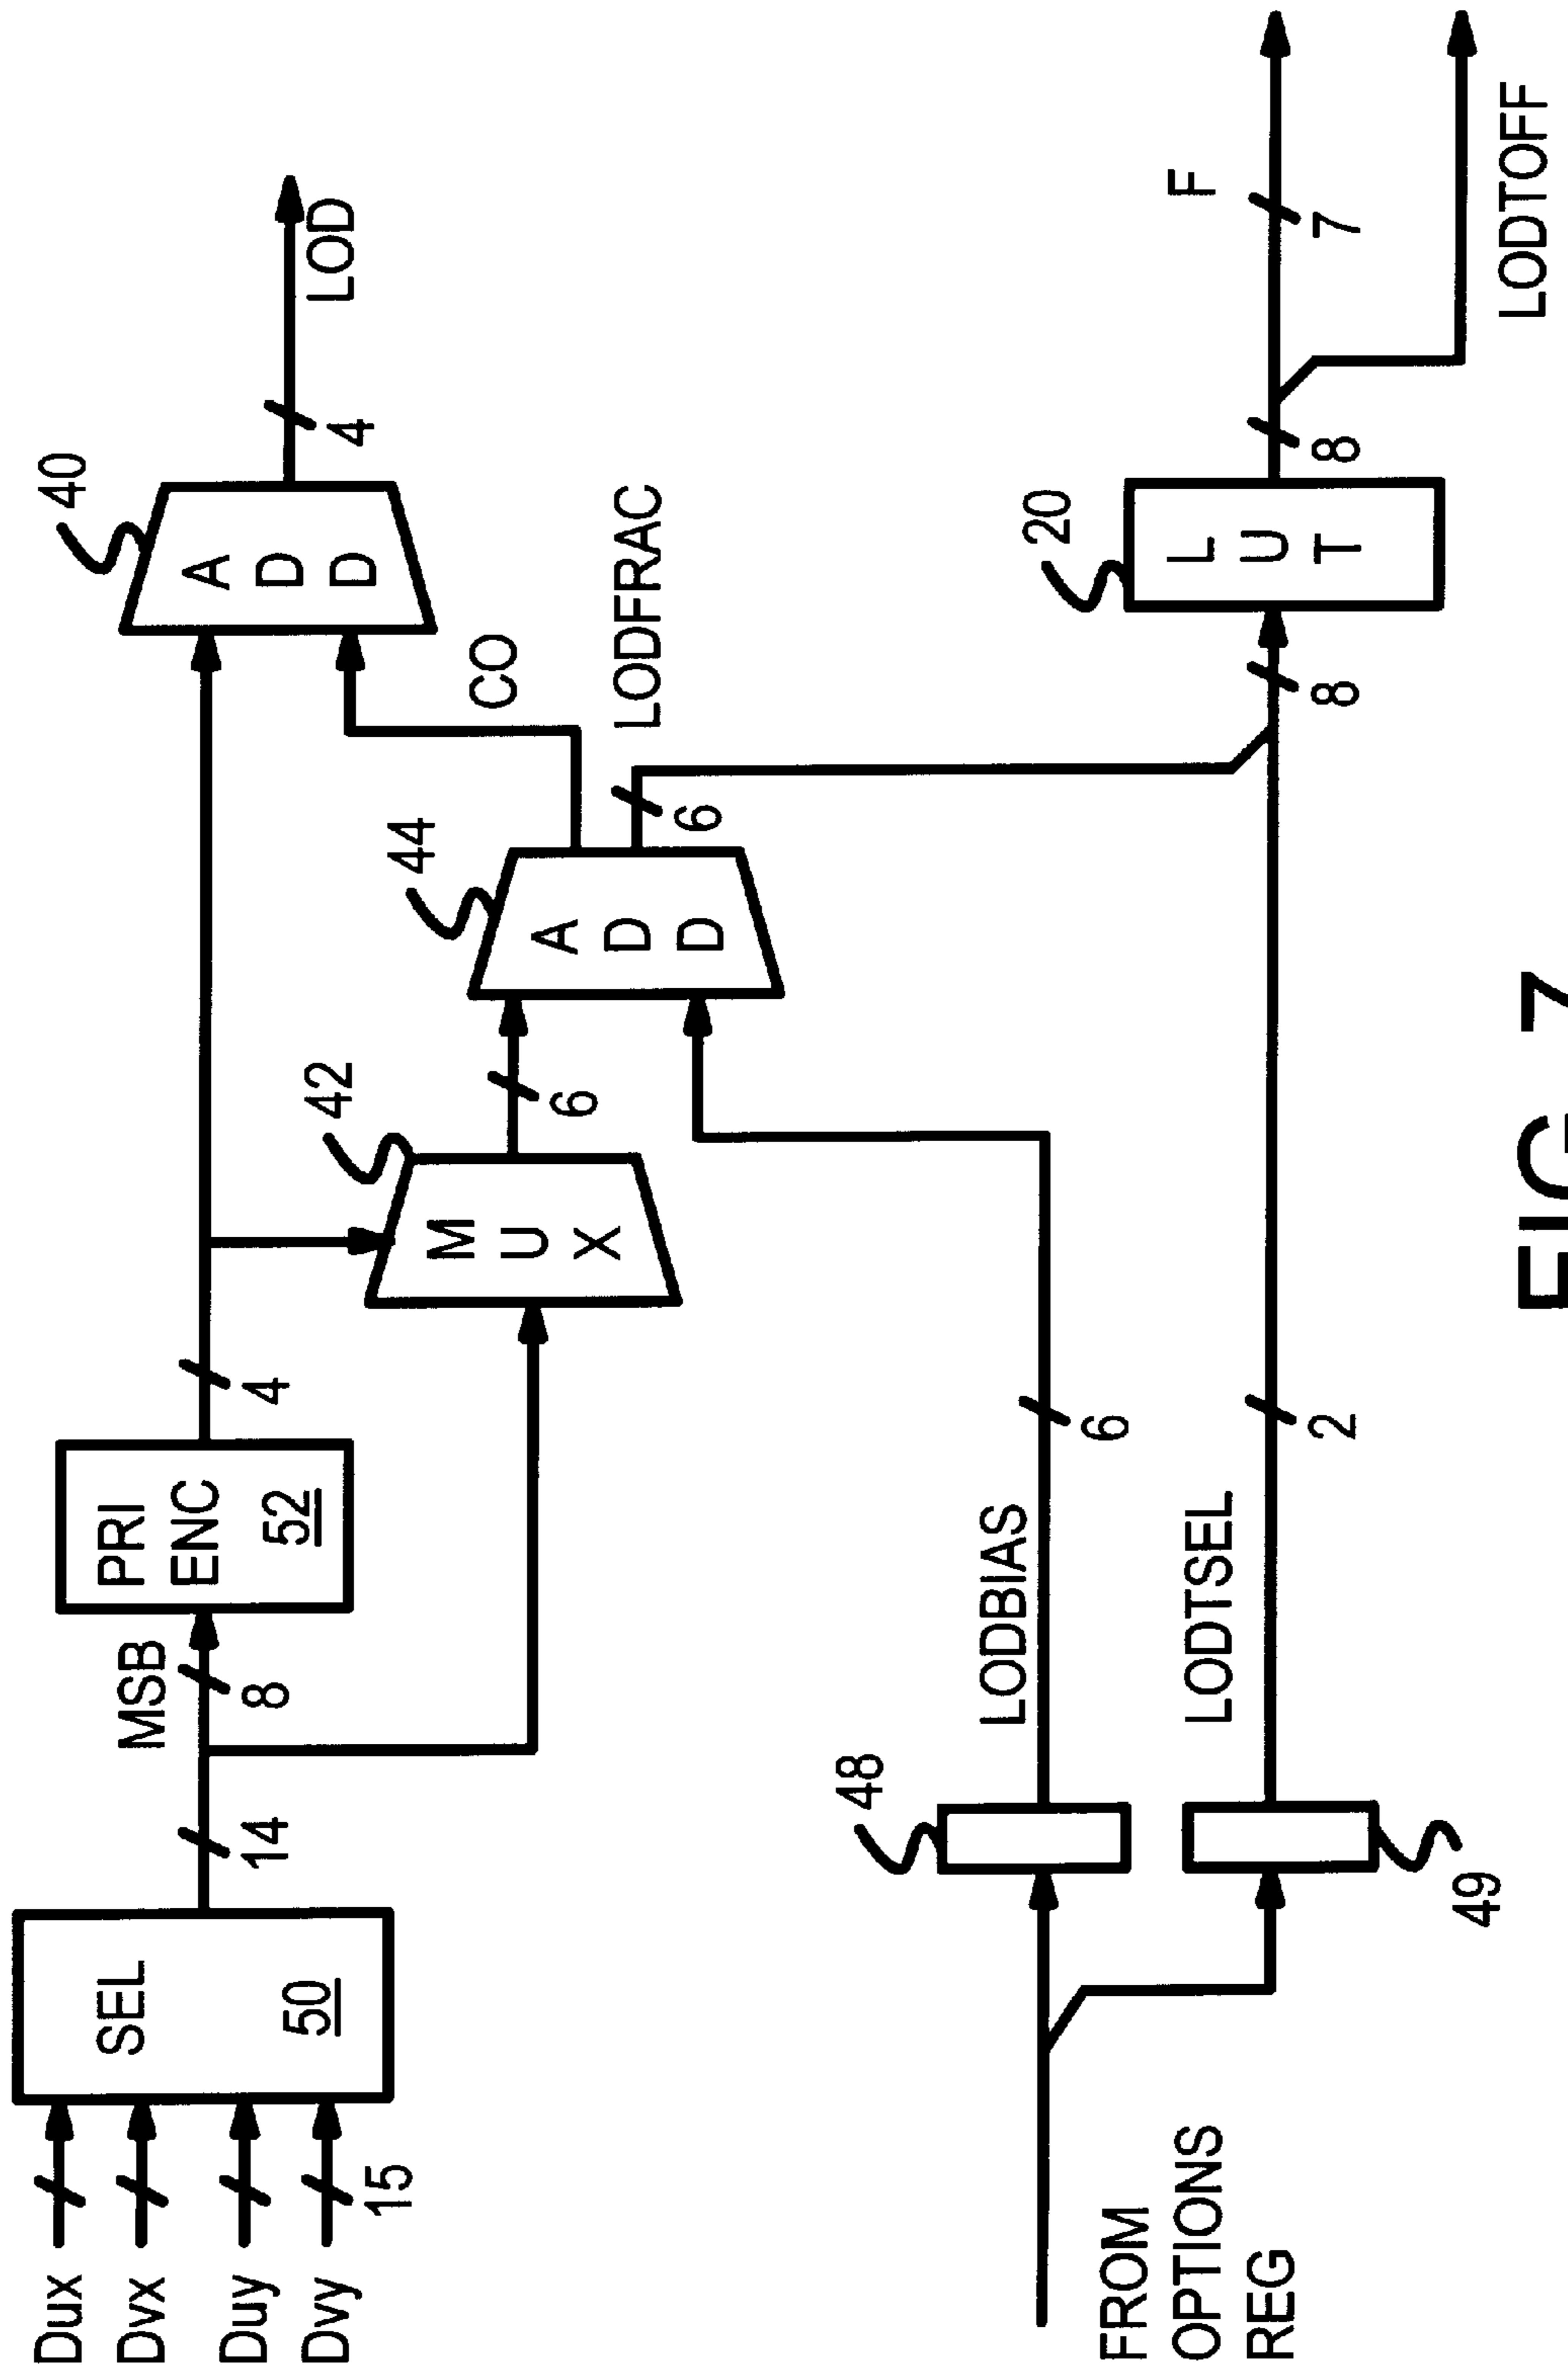 Dux
Dvx
Duy
Dvy
15
SEL
50
14
MSB
8
PRI
ENC
52
4
42
MUX
6
44
ADD
6
CO
LODFRAC
40
ADD
4
LOD
FROM
OPTIONS
REG
48
49
LODBIAS
6
LODTSEL
2
8
20
LUT
8
F
7
LODTOFF
FIG. 7